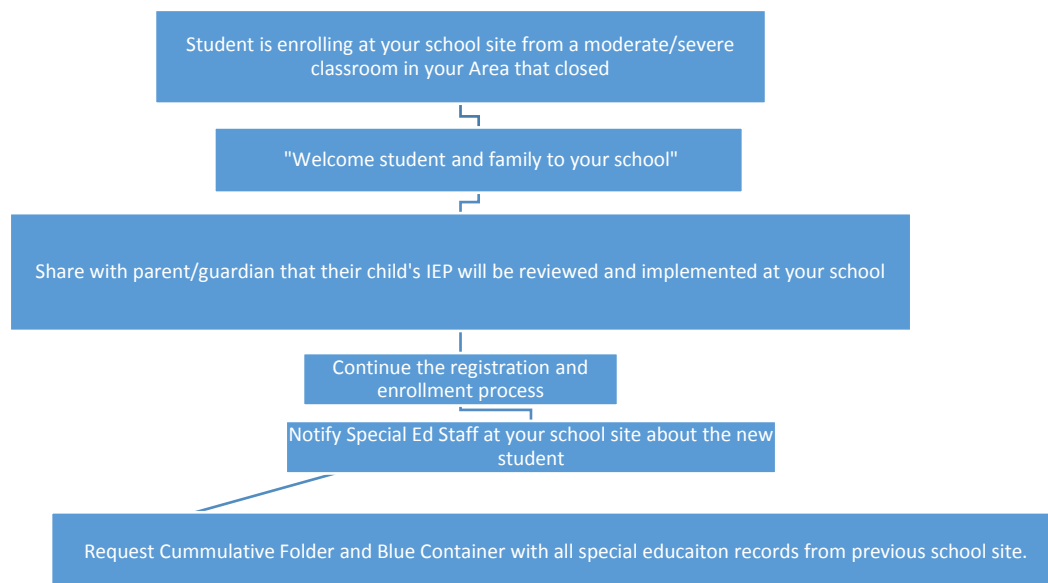 Student is enrolling at your school site from a moderate/severe
classroom in your Area that closed
"Welcome student and family to your school"
Share with parent/guardian that their child's IEP will be reviewed and implemented at your school
Continue the registration and
enrollment process
Notify Special Ed Staff at your school site about the new
student
Request Cummulative Folder and Blue Container with all special educaiton records from previous school site.